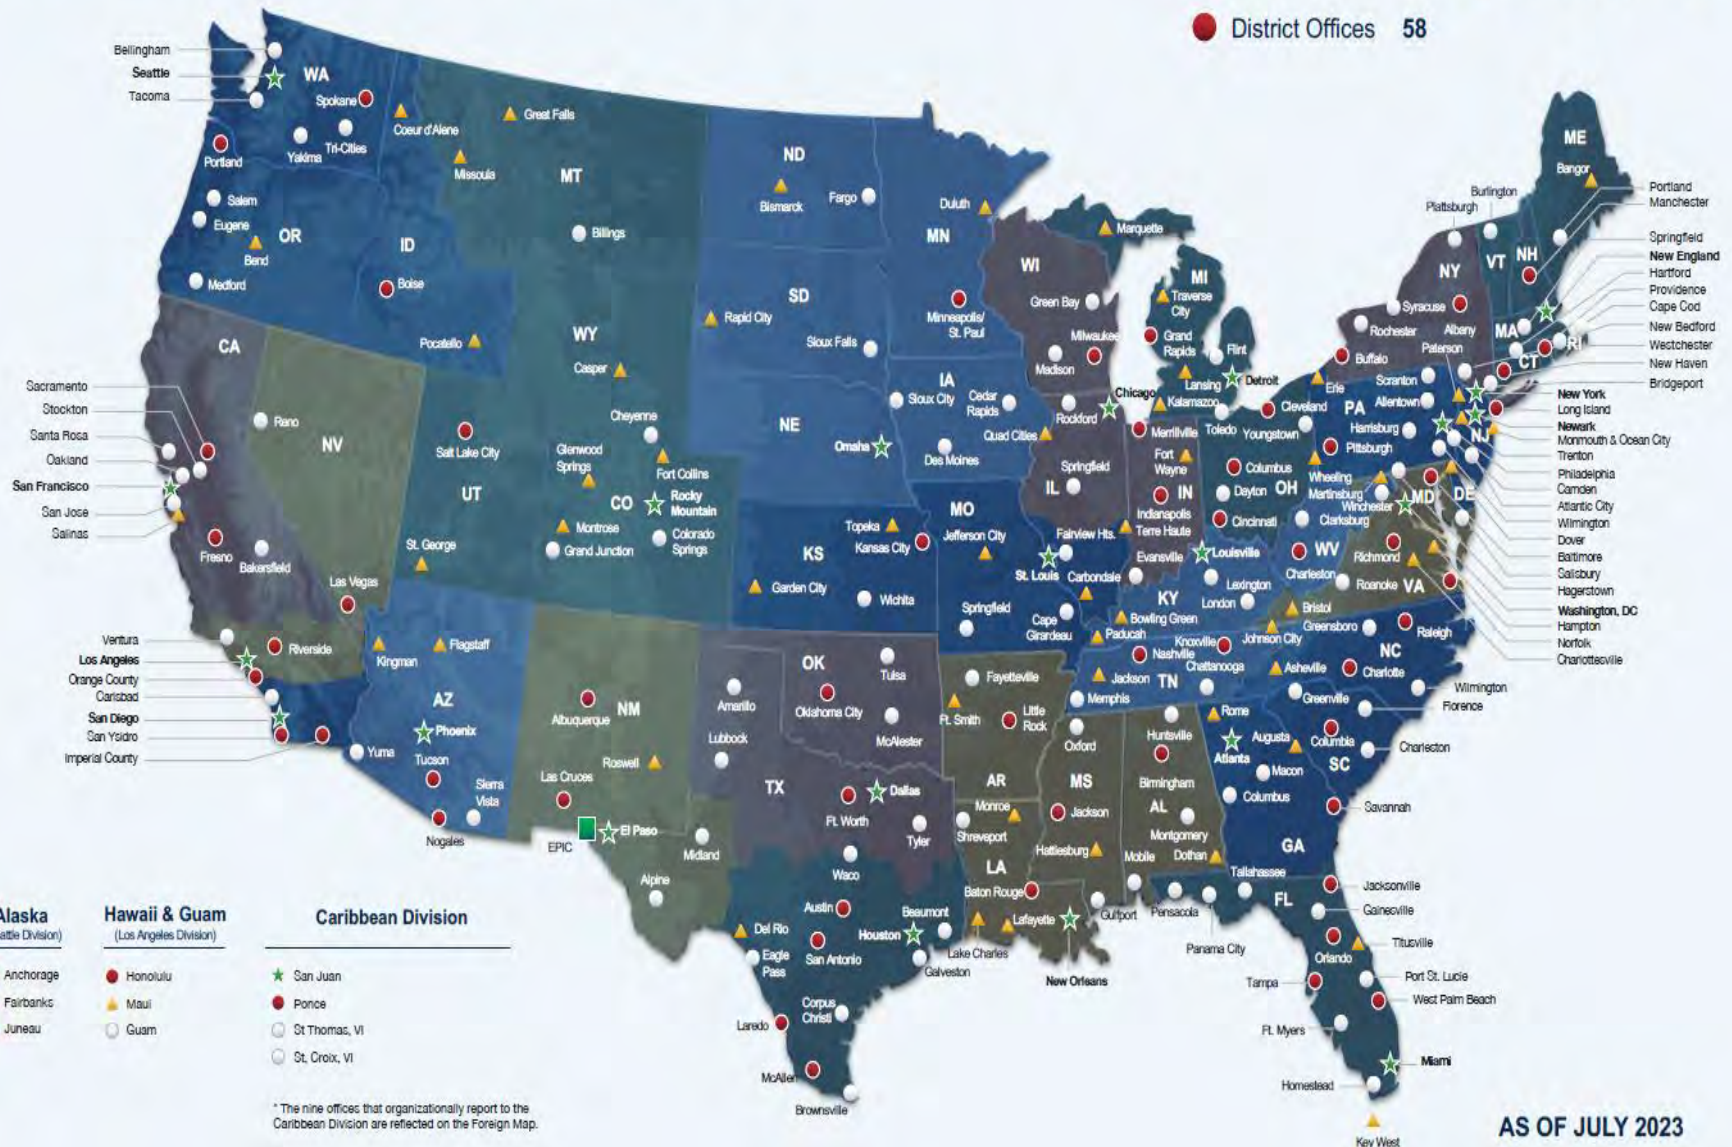 District Offices 58
Bellingham
Seattle
Tacoma
WA
Spokane
Yakima
Tri-Cities
Coeur d'Alene
Great Falls
Missoula
MT
Billings
Portland
Salem
Eugene
OR
Bend
Medford
ID
Boise
Pocatello
WY
Casper
Cheyenne
ND
Bismarck
Fargo
SD
Rapid City
Sioux Falls
NE
Omaha
MN
Duluth
Minneapolis/
St. Paul
IA
Sioux City
Cedar
Rapids
Quad Cities
Des Moines
WI
Green Bay
Milwaukee
Madison
Marquette
MI
Traverse
City
Grand
Rapids
Flint
Lansing
Detroit
Kalamazoo
Chicago
Rockford
IL
Springfield
Fairview Hts.
Carbondale
Merrillville
Fort
Wayne
IN
Indianapolis
Terre Haute
Evansville
Toledo
Cleveland
Youngstown
Columbus
Dayton
OH
Cincinnati
ME
Bangor
Burlington
Plattsburgh
VT
NH
NY
Syracuse
Rochester
Albany
Buffalo
Paterson
MA
CT
RI
Erie
Scranton
PA
Allentown
Harrisburg
Pittsburgh
NJ
Portland
Manchester
Springfield
New England
Hartford
Providence
Cape Cod
New Bedford
Westchester
New Haven
Bridgeport
New York
Long Island
Newark
Monmouth & Ocean City
Trenton
Philadelphia
Camden
Atlantic City
Wilmington
Dover
Baltimore
Salisbury
Hagerstown
Washington, DC
Hampton
Norfolk
Charlottesville
Wheeling
Martinsburg
Winchester
MD
DE
Clarksburg
WV
Charleston
Richmond
Roanoke
VA
Bristol
Louisville
Lexington
London
KY
Bowling Green
Paducah
Knoxville
Johnson City
Nashville
Chattanooga
Jackson
TN
Memphis
Greensboro
Raleigh
NC
Asheville
Charlotte
Greenville
Wilmington
Florence
Columbia
Charleston
SC
Rome
Augusta
Atlanta
Macon
Columbus
Savannah
GA
CA
Sacramento
Stockton
Santa Rosa
Oakland
San Francisco
San Jose
Salinas
Fresno
Bakersfield
Rano
NV
Las Vegas
Ventura
Los Angeles
Riverside
Orange County
Carlsbad
San Diego
San Ysidro
Imperial County
Salt Lake City
UT
St. George
Glenwood
Springs
Fort Collins
CO
Rocky
Mountain
Montrose
Grand Junction
Colorado
Springs
Kingman
Flagstaff
AZ
Phoenix
Yuma
Tucson
Sierra
Vista
Nogales
Albuquerque
NM
Roswell
Las Cruces
EPIC
El Paso
KS
Topeka
Kansas City
Garden City
Wichita
MO
Jefferson City
St. Louis
Springfield
Cape
Girardeau
OK
Tulsa
Oklahoma City
McAlester
Amarillo
Lubbock
TX
Dallas
Ft. Worth
Tyler
Midland
Waco
Alpine
Austin
Beaumont
Houston
Del Rio
Eagle
Pass
San Antonio
Galveston
Corpus
Christi
Laredo
McAllen
Brownsville
Fayetteville
Ft. Smith
Little
Rock
AR
Monroe
Shreveport
LA
Baton Rouge
Lafayette
Lake Charles
New Orleans
Oxford
MS
Jackson
Hattiesburg
Gulfport
Huntsville
Birmingham
AL
Montgomery
Mobile
Dothan
Tallahassee
Pensacola
Panama City
FL
Jacksonville
Gainesville
Orlando
Titusville
Tampa
Port St. Lucie
West Palm Beach
Ft. Myers
Miami
Homestead
Key West
Alaska
attle Division)
Anchorage
Fairbanks
Juneau
Hawaii & Guam
(Los Angeles Division)
Honolulu
Maui
Guam
Caribbean Division
San Juan
Ponce
St Thomas, VI
St. Croix, VI
* The nine offices that organizationally report to the
Caribbean Division are reflected on the Foreign Map.
AS OF JULY 2023